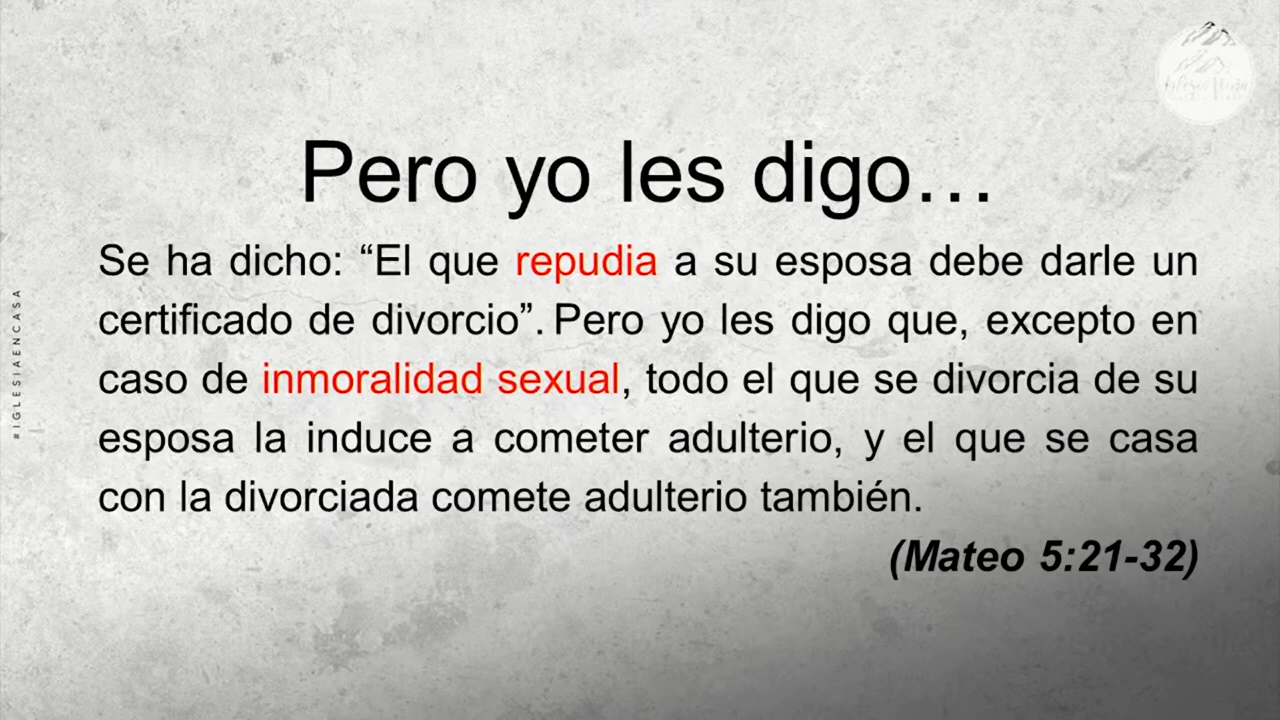 Pero yo les digo…
Se ha dicho: “El que repudia a su esposa debe darle un
certificado de divorcio”. Pero yo les digo que, excepto en
caso de inmoralidad sexual, todo el que se divorcia de su
esposa la induce a cometer adulterio, y el que se casa
con la divorciada comete adulterio también.
(Mateo 5:21-32)
#IGLESIAENCASA